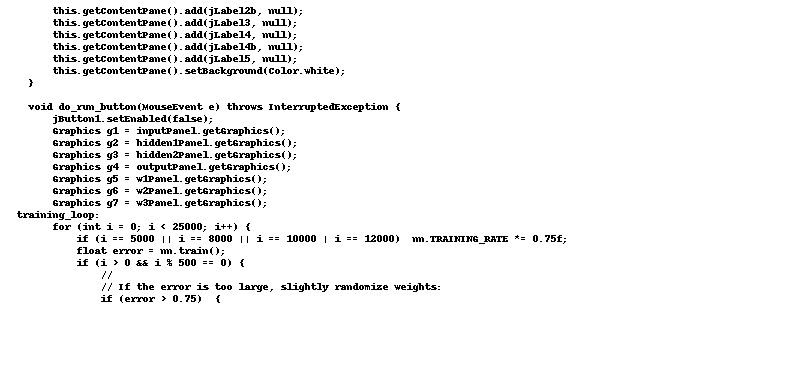 this.getContentPane().add(jLabel2b, null);
this.getContentPane().add(jLabel3, null);
this.getContentPane().add(jLabel4, null);
this.getContentPane().add(jLabel4b, null);
this.getContentPane().add(jLabel5, null);
this.getContentPane().setBackground(Color.white);
}
void do_run_button(MouseEvent e) throws InterruptedException {
jButton1.setEnabled(false);
Graphics g1 = inputPanel.getGraphics();
Graphics g2 = hidden1Panel.getGraphics();
Graphics g3 = hidden2Panel.getGraphics();
Graphics g4 = outputPanel.getGraphics();
Graphics g5 = w1Panel.getGraphics();
Graphics g6 = w2Panel.getGraphics();
Graphics g7 = w3Panel.getGraphics();
training_loop:
for (int i = 0; i < 25000; i++) {
if (i == 5000 || i == 8000 || i == 10000 | i == 12000)  nn.TRAINING_RATE *= 0.75f;
float error = nn.train();
if (i > 0 && i % 500 == 0) {
//
// If the error is too large, slightly randomize weights:
if (error > 0.75)  {